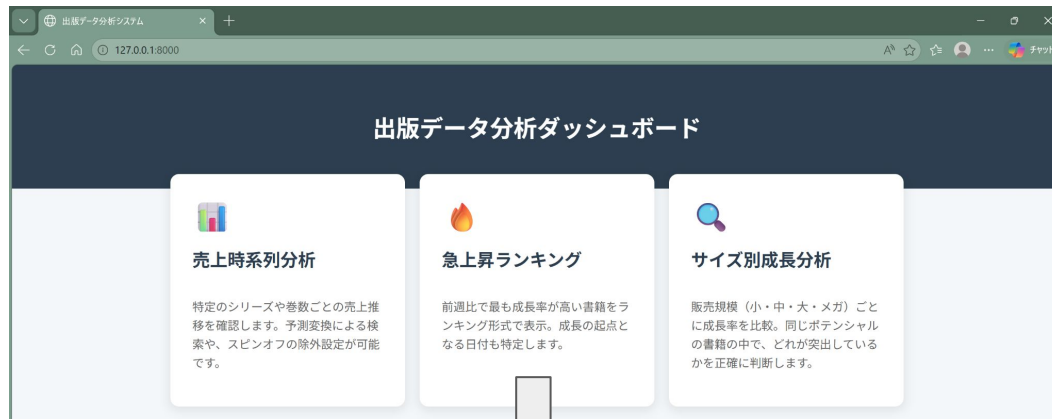 出版データ分析システム
127.0.0.1:8000
チャット
出版データ分析ダッシュボード
売上時系列分析
特定のシリーズや巻数ごとの売上推
移を確認します。予測変換による検
索や、スピンオフの除外設定が可能
です。
急上昇ランキング
前週比で最も成長率が高い書籍をラ
ンキング形式で表示。成長の起点と
なる日付も特定します。
サイズ別成長分析
販売規模（小・中・大・メガ）ごと
に成長率を比較。同じポテンシャル
の書籍の中で、どれが突出している
かを正確に判断します。